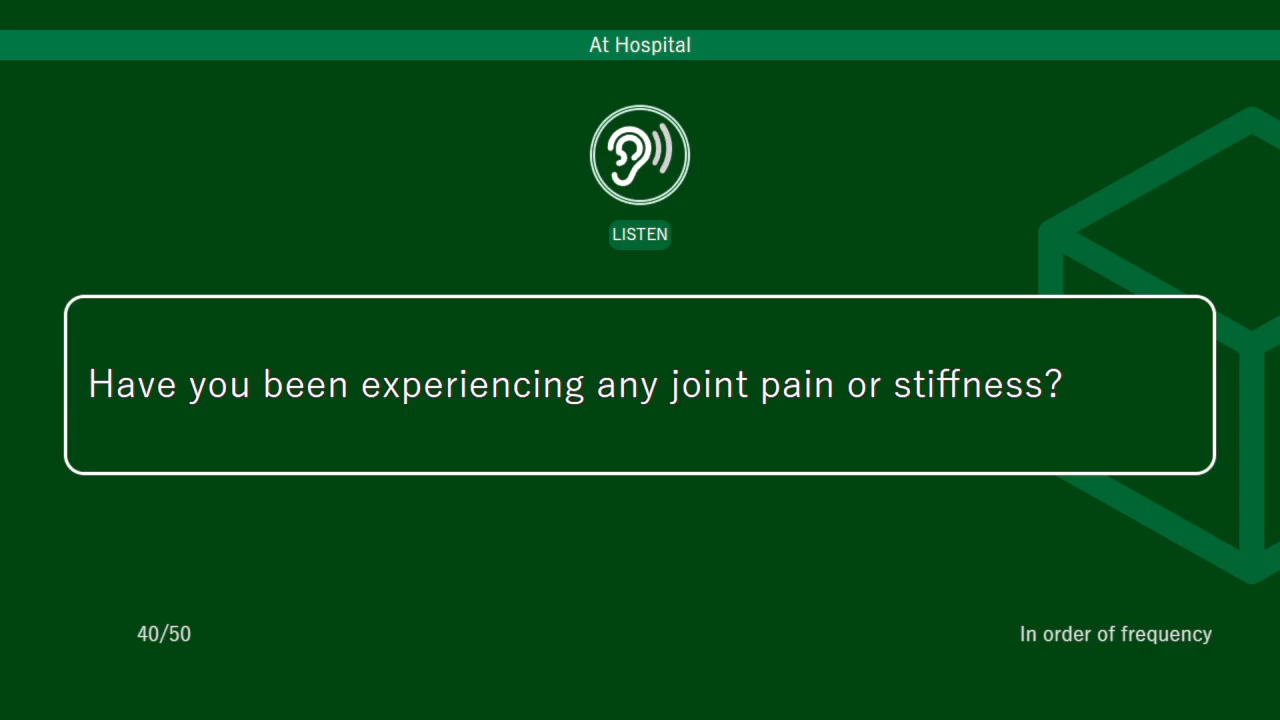 At Hospital
LISTEN
Have you been experiencing any joint pain or stiffness?
40/50
In order of frequency